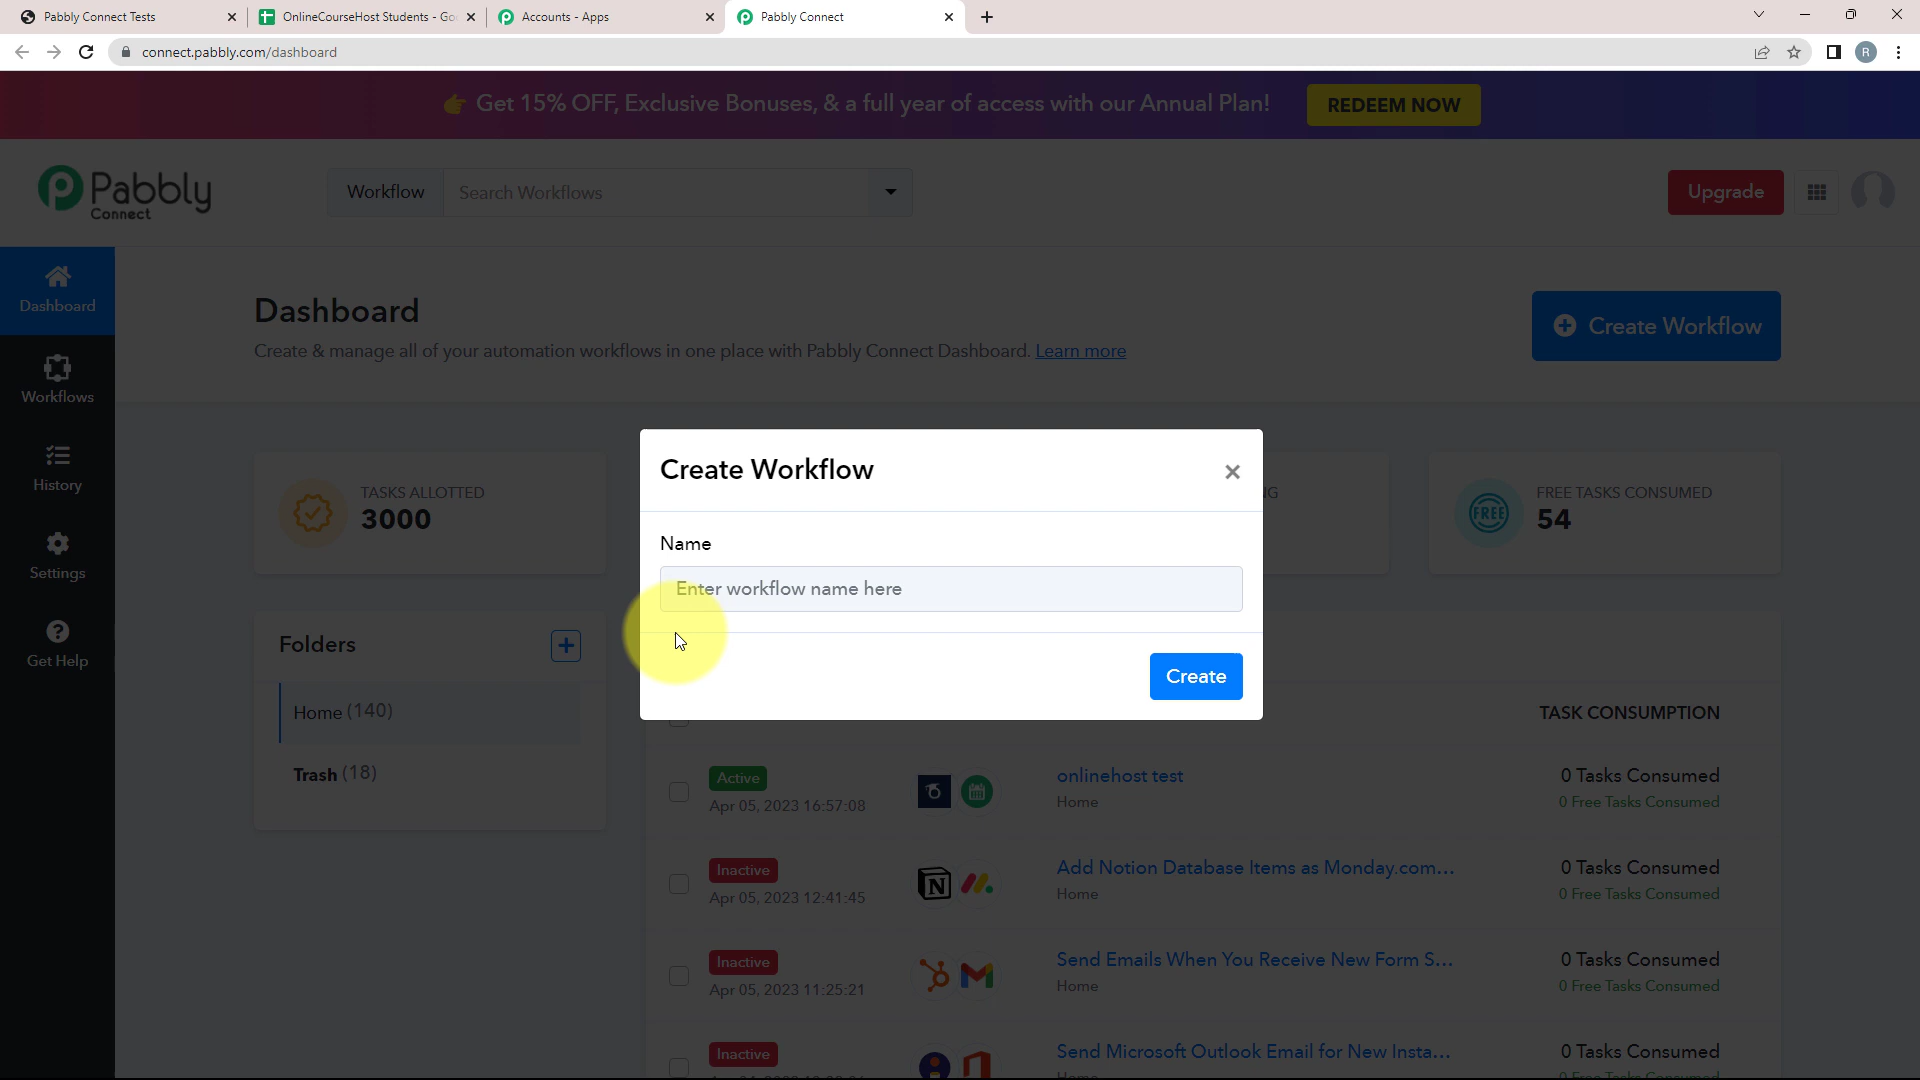 Pabbly Connect Tests
OnlineCourseHost Students - Go
Accounts - Apps
Pabbly Connect
connect.pabbly.com/dashboard
R
Get 15% OFF, Exclusive Bonuses, & a full year of access with our Annual Plan!
REDEEM NOW
Pabbly
Connect
Workflow
Search Workflows
Upgrade
Dashboard
Workflows
History
Settings
Get Help
Dashboard
Create & manage all of your automation workflows in one place with Pabbly Connect Dashboard. Learn more
Create Workflow
TASKS ALLOTTED
3000
NG
FREE
FREE TASKS CONSUMED
54
Create Workflow
×
Name
Enter workflow name here
Create
Folders
+
Home (140)
Trash (18)
TASK CONSUMPTION
Active
Apr 05, 2023 16:57:08
onlinehost test
Home
0 Tasks Consumed
0 Free Tasks Consumed
Inactive
Apr 05, 2023 12:41:45
Add Notion Database Items as Monday.com...
Home
0 Tasks Consumed
0 Free Tasks Consumed
Inactive
Apr 05, 2023 11:25:21
Send Emails When You Receive New Form S...
Home
0 Tasks Consumed
0 Free Tasks Consumed
Inactive
Send Microsoft Outlook Email for New Insta...
Home
0 Tasks Consumed
0 Free Tasks Consumed